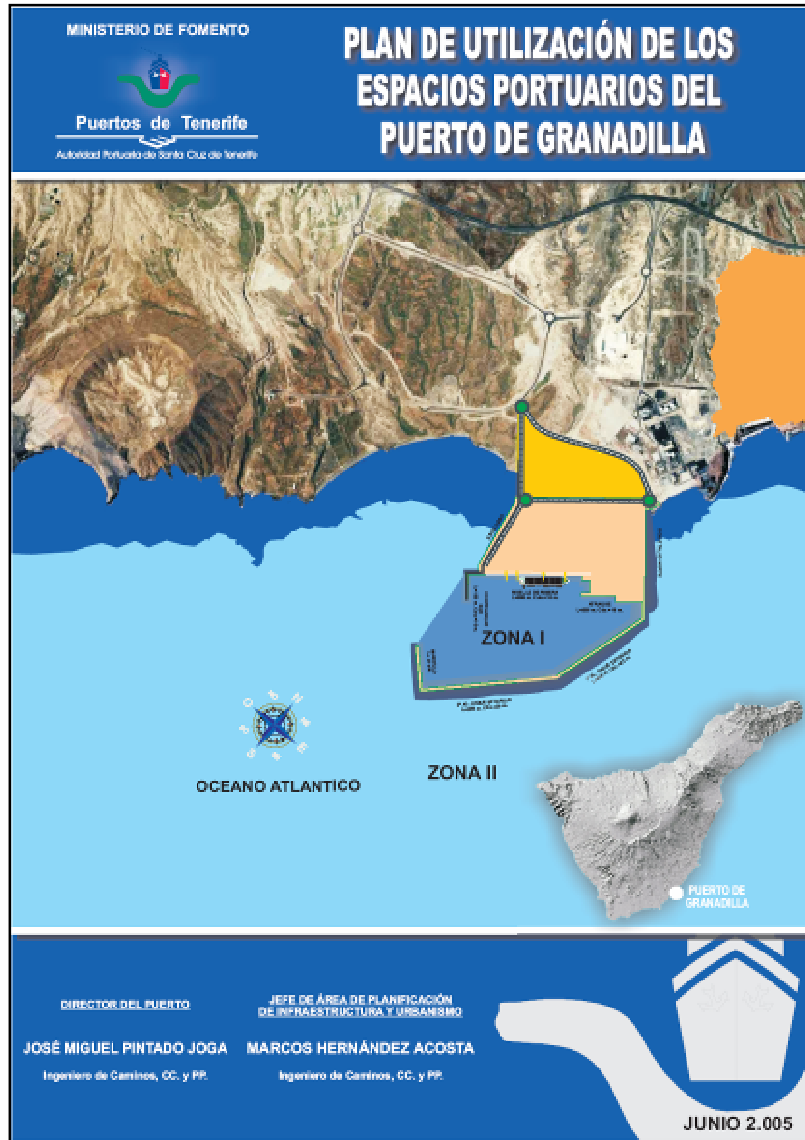 MINISTERIO DE FOMENTO
Puertos de Tenerife
Autoridad Portuaria de Santa Cruz de Tenerife
PLAN DE UTILIZACIÓN DE LOS
ESPACIOS PORTUARIOS DEL
PUERTO DE GRANADILLA
ZONA I
ZONA II
OCEANO ATLANTICO
PUERTO DE
GRANADILLA
DIRECTOR DEL PUERTO
JOSÉ MIGUEL PINTADO JOGA
Ingeniero de Caminos, CC. y PP.
JEFE DE ÁREA DE PLANIFICACIÓN
DE INFRAESTRUCTURA Y URBANISMO
MARCOS HERNÁNDEZ ACOSTA
Ingeniero de Caminos, CC. y PP.
JUNIO 2.005